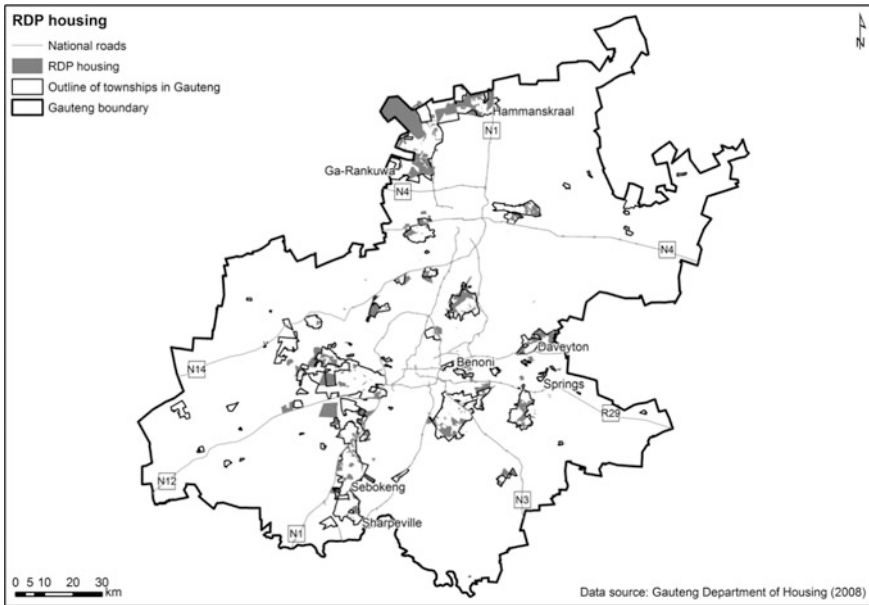 RDP housing
National roads
RDP housing
Outline of townships in Gauteng
Gauteng boundary
N
Hammanskraal
N1
Ga-Rankuwa
N4
N4
Daveyton
Benoni
N14
Springs
R29
N12
Sebokeng
N3
Sharpeville
N1
0 5 10 20 30
km
Data source: Gauteng Department of Housing (2008)